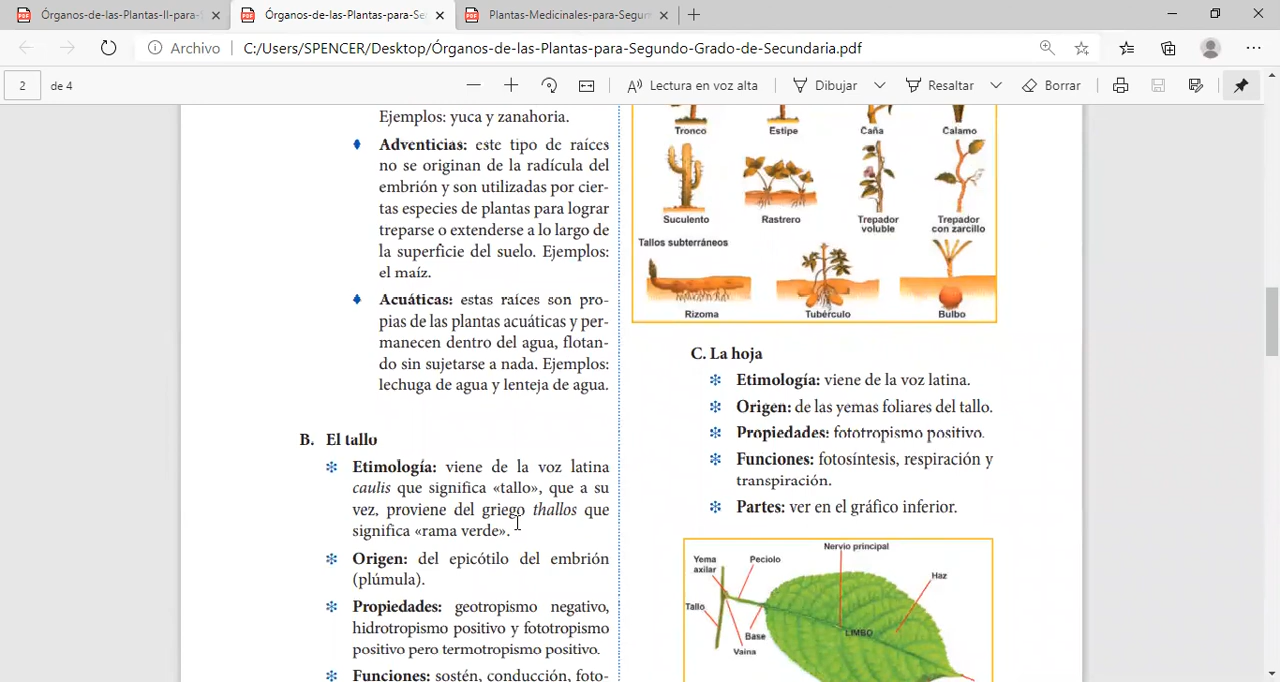 Órganos-de-las-Plantas-II-para-S
Órganos-de-las-Plantas-para-Se
Plantas-Medicinales-para-Segun
Archivo
C:/Users/SPENCER/Desktop/Órganos-de-las-Plantas-para-Segundo-Grado-de-Secundaria.pdf
2 de 4
Lectura en voz alta
Dibujar
Resaltar
Borrar
Ejemplos: yuca y zanahoria.
Adventicias: este tipo de raíces
no se originan de la radícula del
embrión y son utilizadas por cier-
tas especies de plantas para lograr
treparse o extenderse a lo largo de
la superficie del suelo. Ejemplos:
el maíz.
Acuáticas: estas raíces son pro-
pias de las plantas acuáticas y per-
manecen dentro del agua, flotan-
do sin sujetarse a nada. Ejemplos:
lechuga de agua y lenteja de agua.
B. El tallo
Etimología: viene de la voz latina
caulis que significa «tallo», que a su
vez, proviene del griego thallos que
significa «rama verde».
Origen: del epicótilo del embrión
(plúmula).
Propiedades: geotropismo negativo,
hidrotropismo positivo y fototropismo
positivo pero termotropismo positivo.
Funciones: sostén, conducción, foto-
Tronco
Estípe
Caña
Calamo
Suculento
Rastrero
Trepador
voluble
Trepador
con zarcillo
Tallos subterráneos
Rizoma
Tubérculo
Bulbo
C. La hoja
Etimología: viene de la voz latina.
Origen: de las yemas foliares del tallo.
Propiedades: fototropismo positivo.
Funciones: fotosíntesis, respiración y
transpiración.
Partes: ver en el gráfico inferior.
Nervio principal
Yema
axilar
Peciolo
Haz
Tallo
LIMBO
Base
Vaina